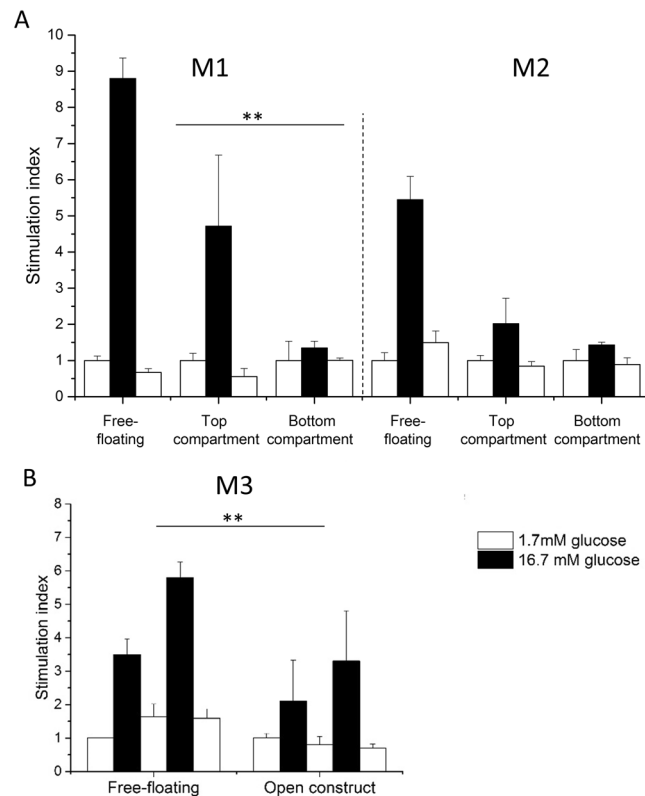 A
M1
M2
**
Stimulation index
10
9
8
7
6
5
4
3
2
1
0
Free-
floating
Top
compartment
Bottom
compartment
Free-
floating
Top
compartment
Bottom
compartment
B
M3
**
Stimulation index
8
7
6
5
4
3
2
1
0
Free-floating
Open construct
1.7mM glucose
16.7 mM glucose